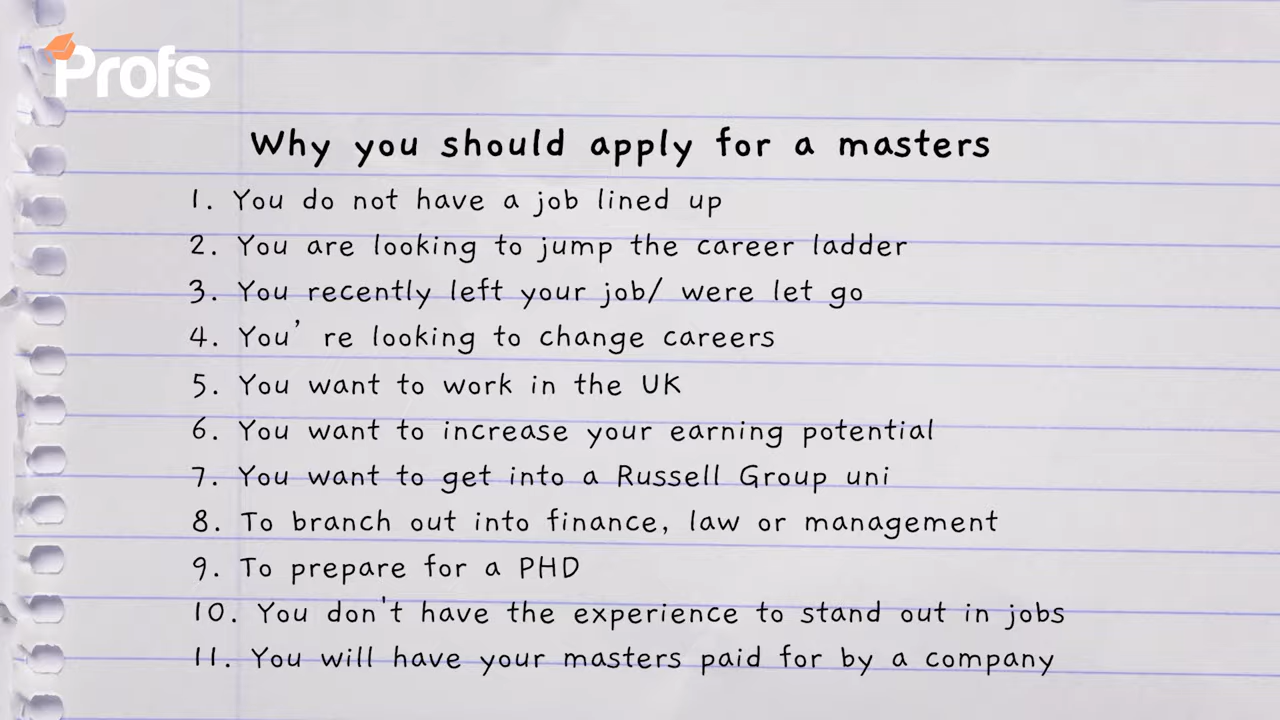 Profs
Why you should apply for a masters
1. You do not have a job lined up
2. You are looking to jump the career ladder
3. You recently left your job/ were let go
4. You' re looking to change careers
5. You want to work in the UK
6. You want to increase your earning potential
7. You want to get into a Russell Group uni
8. To branch out into finance, law or management
9. To prepare for a PHD
10. You don't have the experience to stand out in jobs
11. You will have your masters paid for by a company